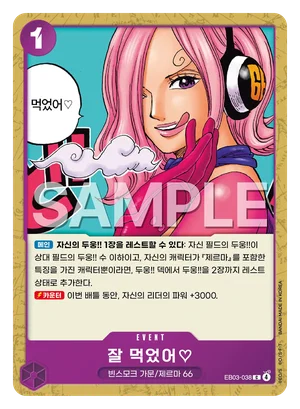 1
먹었어♡
SAMPLE
메인 자신의 두웅!! 1장을 레스트할 수 있다: 자신 필드의 두웅!!이
상대 필드의 두웅!! 수 이하이고, 자신의 캐릭터가 「제르마」를 포함한
특징을 가진 캐릭터뿐이라면, 두웅!! 덱에서 두웅!!을 2장까지 레스트
상태로 추가한다.
카운터 이번 배틀 동안, 자신의 리더의 파워 +3000.
EVENT
잘 먹었어♡
빈스모크 가문/제르마 66
EB03-038